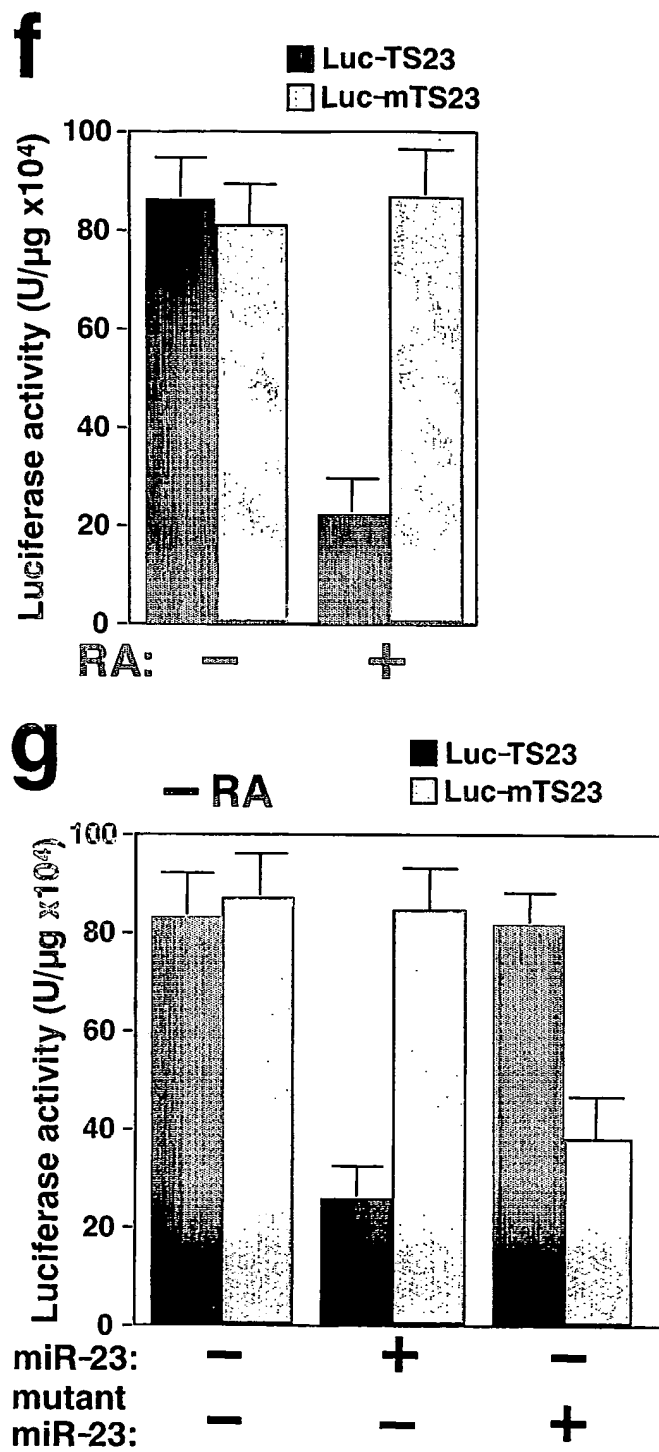 f
Luc-TS23
Luc-mTS23
Luciferase activity (U/µg x10⁴)
100
80
60
40
20
0
RA: − +
g
− RA
Luc-TS23
Luc-mTS23
Luciferase activity (U/µg x10⁴)
100
80
60
40
20
0
miR-23: − + −
mutant
miR-23: − − +